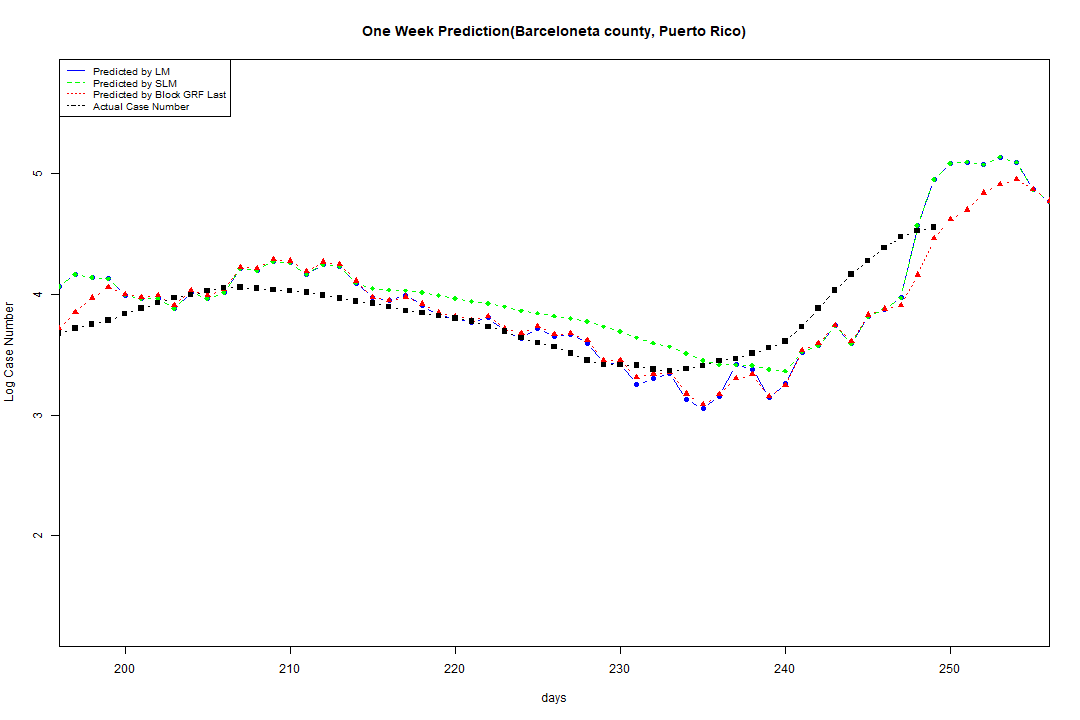 One Week Prediction(Barceloneta county, Puerto Rico)
Predicted by LM
Predicted by SLM
Predicted by Block GRF Last
Actual Case Number
5
4
3
2
Log Case Number
200 210 220 230 240 250
days